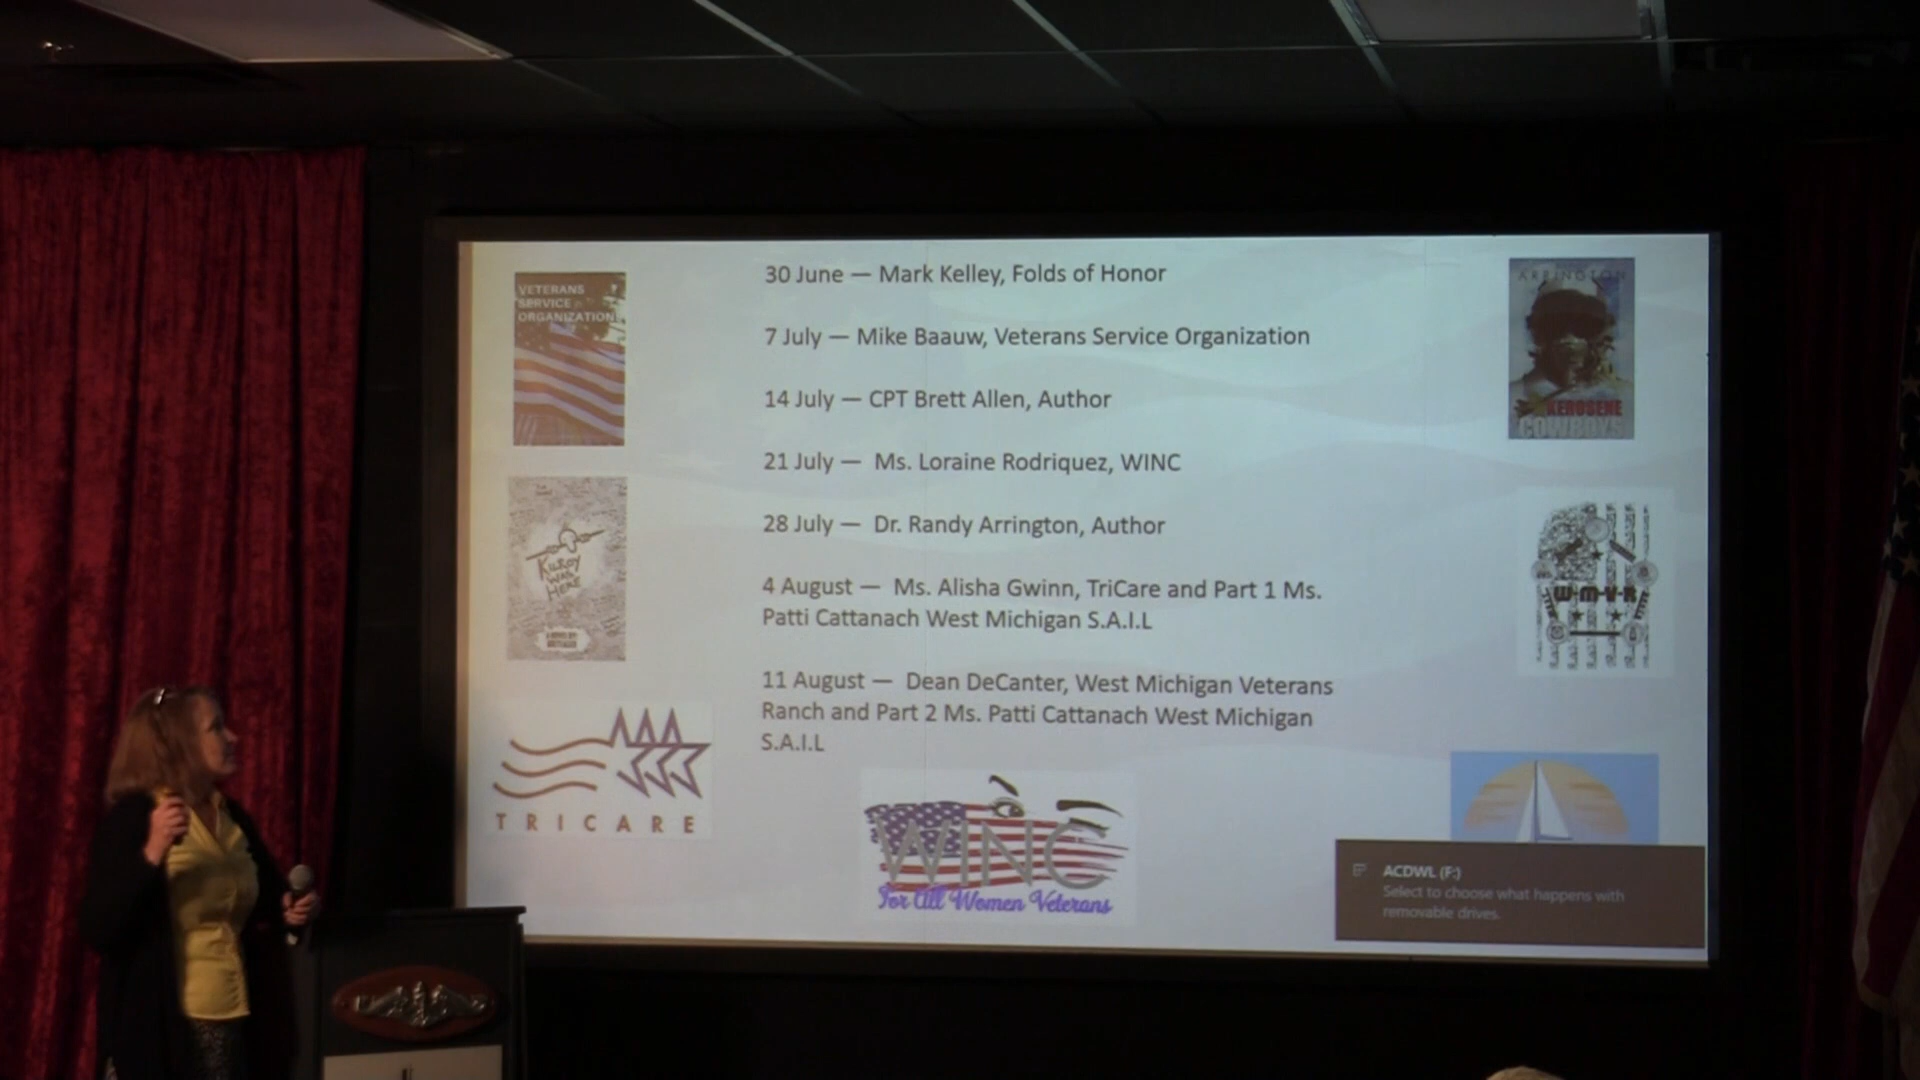 30 June — Mark Kelley, Folds of Honor
7 July — Mike Baauw, Veterans Service Organization
14 July — CPT Brett Allen, Author
21 July — Ms. Loraine Rodriquez, WINC
28 July — Dr. Randy Arrington, Author
4 August — Ms. Alisha Gwinn, TriCare and Part 1 Ms.
Patti Cattanach West Michigan S.A.I.L
11 August — Dean DeCanter, West Michigan Veterans
Ranch and Part 2 Ms. Patti Cattanach West Michigan
S.A.I.L
VETERANS
SERVICE
ORGANIZATION
KILROY
WAS
HERE
TRICARE
WINC
For All Women Veterans
ARRINGTON
KEROSENE
COWBOYS
W-M-V-R
ACDWL (F:)
Select to choose what happens with
removable drives.